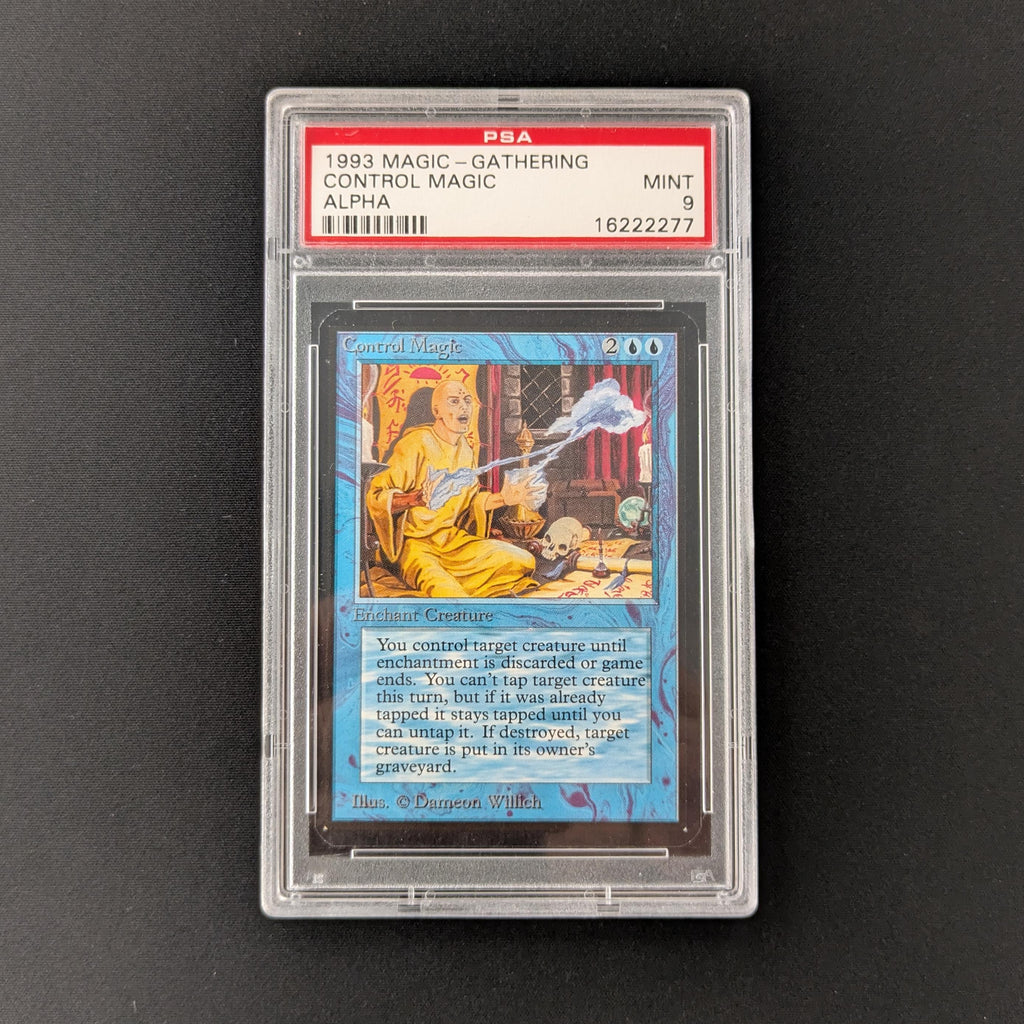 PSA
1993 MAGIC – GATHERING
CONTROL MAGIC MINT
ALPHA 9
16222277
Control Magic 2
Enchant Creature
You control target creature until
enchantment is discarded or game
ends. You can't tap target creature
this turn, but if it was already
tapped it stays tapped until you
can untap it. If destroyed, target
creature is put in its owner's
graveyard.
Illus. © Dameon Willich